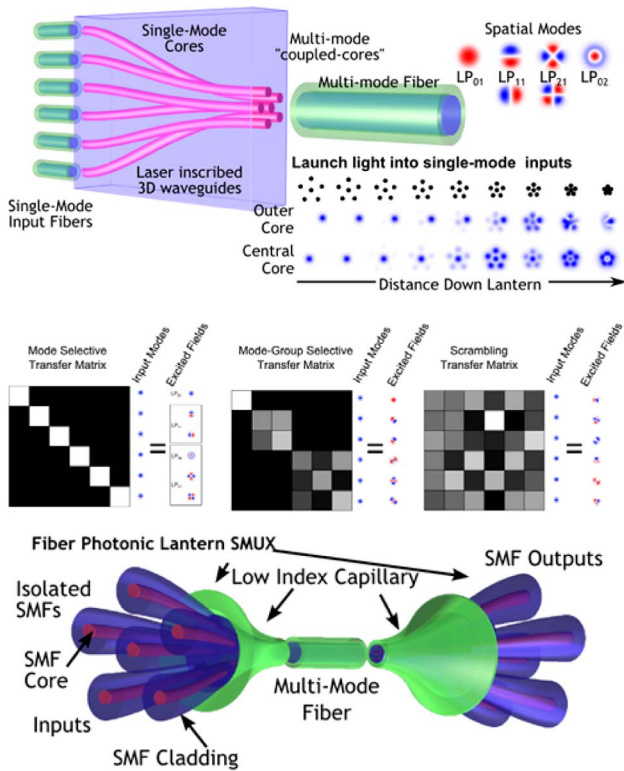 Single-Mode
Cores
Multi-mode
"coupled-cores"
Multi-mode Fiber
Spatial Modes
LP01
LP11
LP21
LP02
Laser inscribed
3D waveguides
Single-Mode
Input Fibers
Launch light into single-mode inputs
Outer
Core
Central
Core
Distance Down Lantern
Mode Selective
Transfer Matrix
Input Modes
Excited Fields
=
Mode-Group Selective
Transfer Matrix
Input Modes
Excited Fields
=
Scrambling
Transfer Matrix
Input Modes
Excited Fields
=
Fiber Photonic Lantern SMUX
SMF Outputs
Isolated
SMFs
Low Index Capillary
SMF
Core
Multi-Mode
Fiber
Inputs
SMF Cladding